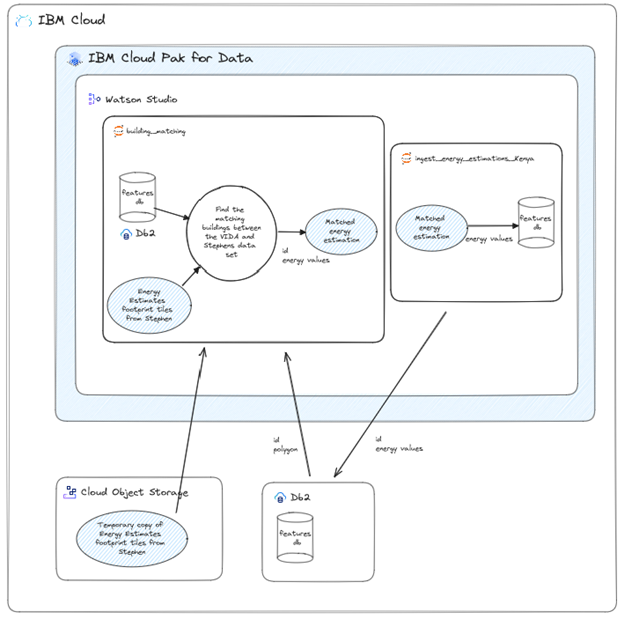 IBM Cloud
IBM Cloud Pak for Data
Watson Studio
building_matching
features
db
Db2
Find the
matching
buildings between
the VIDA and
Stephens data
set
Energy
Estimates
footprint tiles
from Stephen
id
energy values
Matched
energy
estimation
ingest_energy_estimations_Kenya
Matched
energy
estimation
energy values
features
db
id
polygon
id
energy values
Cloud Object Storage
Temporary copy of
Energy Estimates
footprint tiles from
Stephen
Db2
features
db